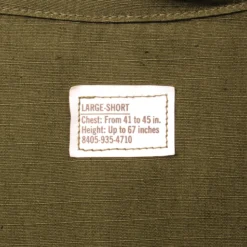 LARGE-SHORT
Chest: From 41 to 45 in.
Height: Up to 67 inches
8405-935-4710